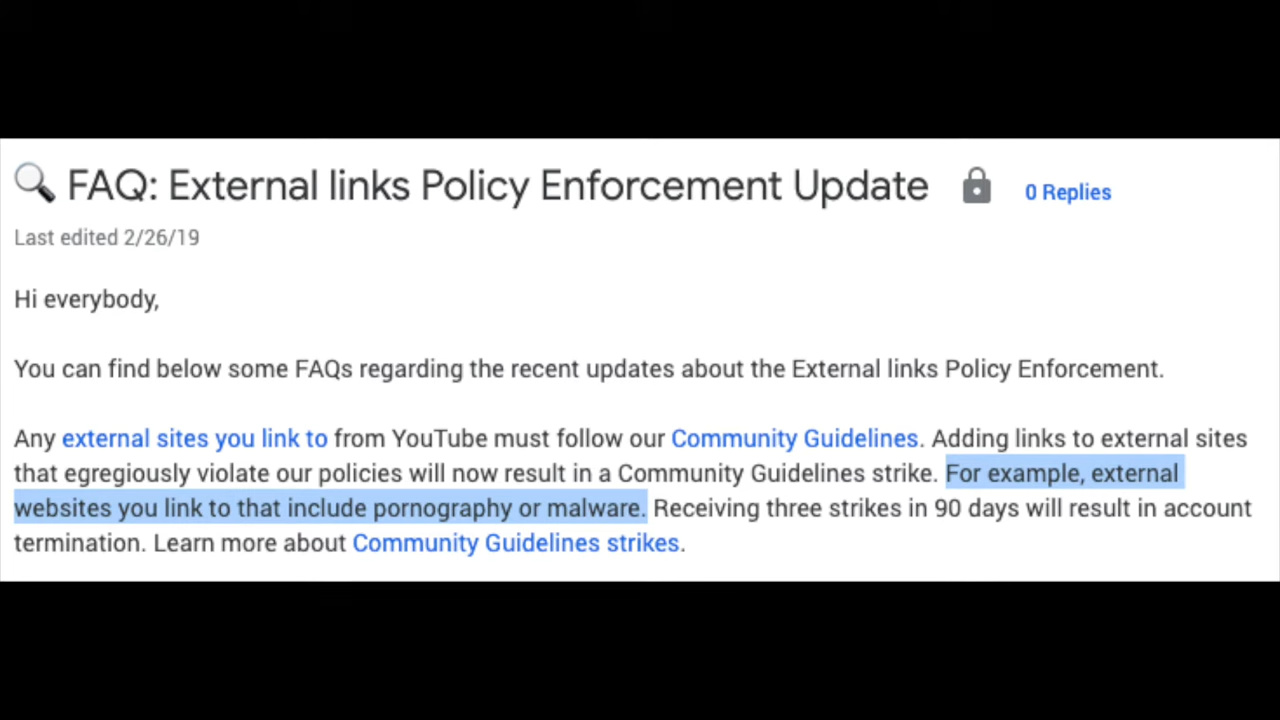 🔍 FAQ: External links Policy Enforcement Update 0 Replies
Last edited 2/26/19
Hi everybody,
You can find below some FAQs regarding the recent updates about the External links Policy Enforcement.
Any external sites you link to from YouTube must follow our Community Guidelines. Adding links to external sites
that egregiously violate our policies will now result in a Community Guidelines strike. For example, external
websites you link to that include pornography or malware. Receiving three strikes in 90 days will result in account
termination. Learn more about Community Guidelines strikes.